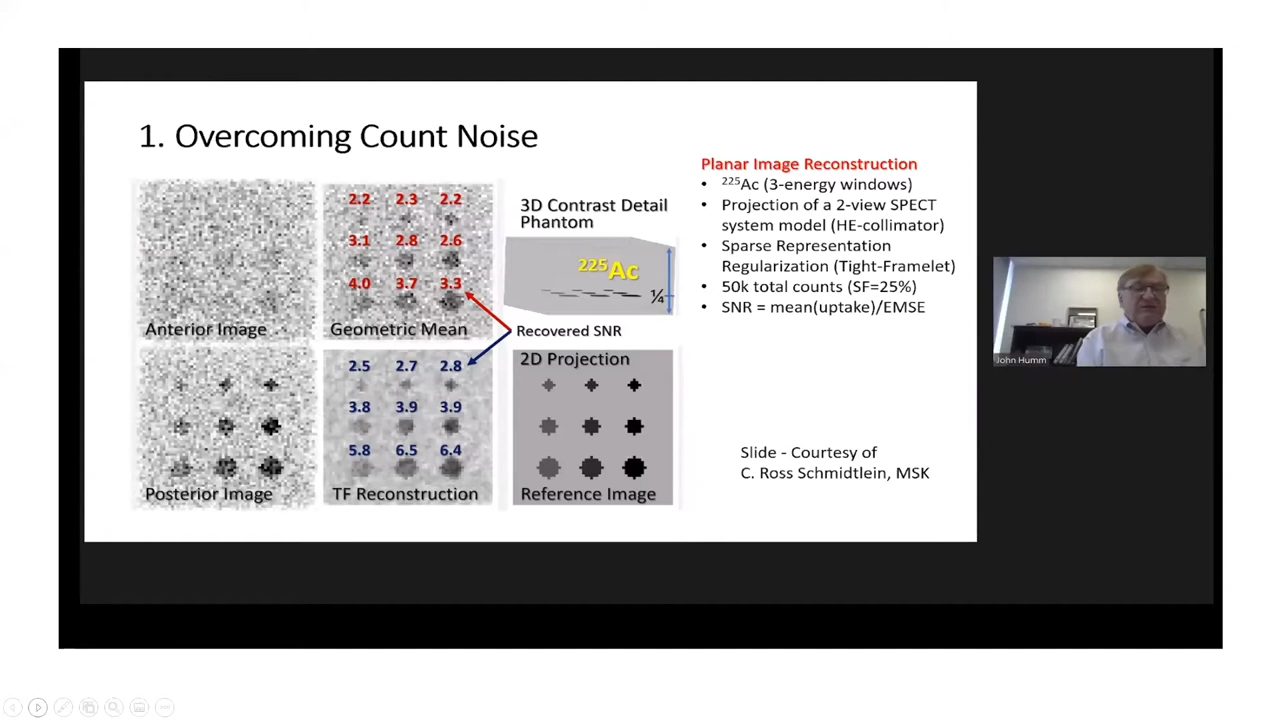 1. Overcoming Count Noise
Anterior Image
2.2 2.3 2.2
3.1 2.8 2.6
4.0 3.7 3.3
Geometric Mean
3D Contrast Detail
Phantom
²²⁵Ac
¼
Recovered SNR
Posterior Image
2.5 2.7 2.8
3.8 3.9 3.9
5.8 6.5 6.4
TF Reconstruction
2D Projection
Reference Image
Planar Image Reconstruction
• ²²⁵Ac (3-energy windows)
• Projection of a 2-view SPECT
system model (HE-collimator)
• Sparse Representation
Regularization (Tight-Framelet)
• 50k total counts (SF=25%)
• SNR = mean(uptake)/EMSE
Slide - Courtesy of
C. Ross Schmidtlein, MSK
John Humm